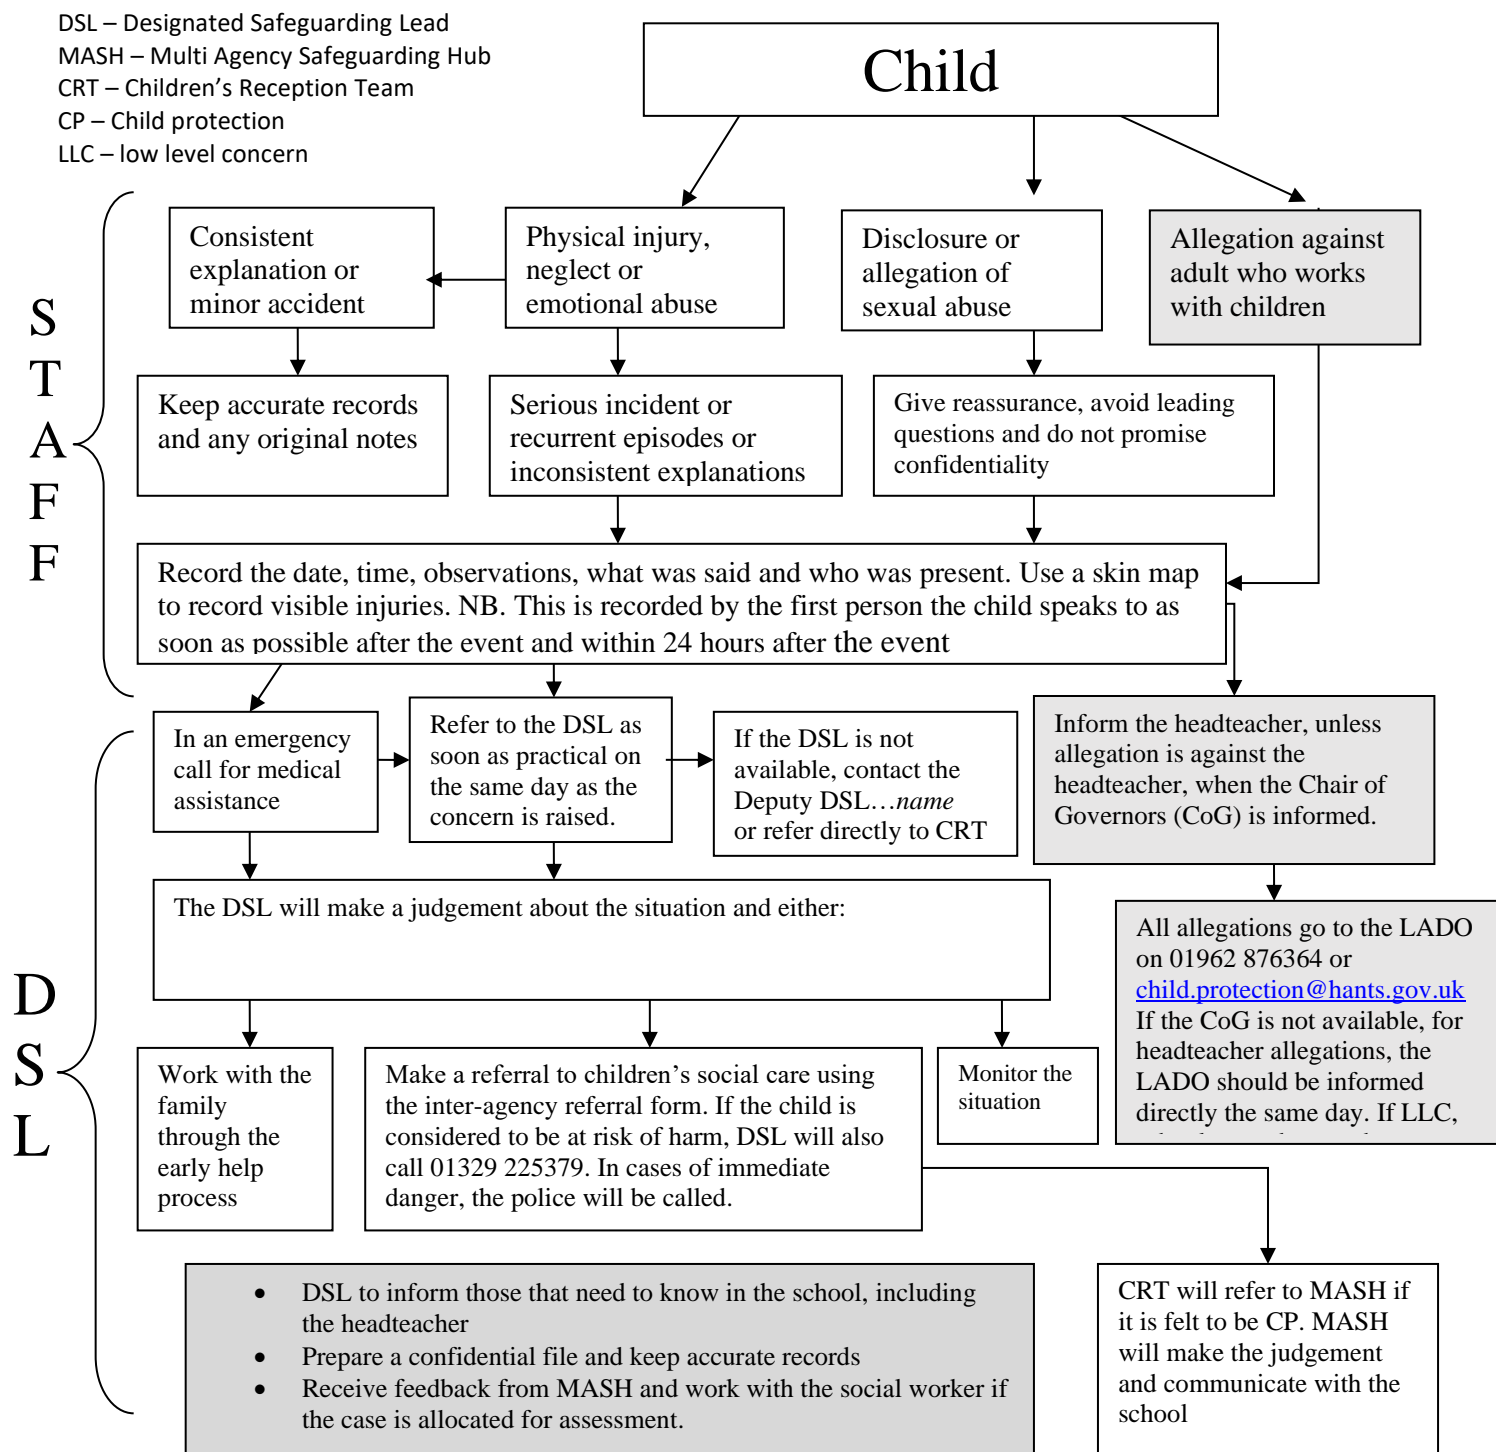 DSL – Designated Safeguarding Lead
MASH – Multi Agency Safeguarding Hub
CRT – Children's Reception Team
CP – Child protection
LLC – low level concern
Child
S
T
A
F
F
Consistent
explanation or
minor accident
Physical injury,
neglect or
emotional abuse
Disclosure or
allegation of
sexual abuse
Allegation against
adult who works
with children
Keep accurate records
and any original notes
Serious incident or
recurrent episodes or
inconsistent explanations
Give reassurance, avoid leading
questions and do not promise
confidentiality
Record the date, time, observations, what was said and who was present. Use a skin map
to record visible injuries. NB. This is recorded by the first person the child speaks to as
soon as possible after the event and within 24 hours after the event
D
S
L
In an emergency
call for medical
assistance
Refer to the DSL as
soon as practical on
the same day as the
concern is raised.
If the DSL is not
available, contact the
Deputy DSL…name
or refer directly to CRT
Inform the headteacher, unless
allegation is against the
headteacher, when the Chair of
Governors (CoG) is informed.
The DSL will make a judgement about the situation and either:
All allegations go to the LADO
on 01962 876364 or
child.protection@hants.gov.uk
If the CoG is not available, for
headteacher allegations, the
LADO should be informed
directly the same day. If LLC,
Work with the
family
through the
early help
process
Make a referral to children's social care using
the inter-agency referral form. If the child is
considered to be at risk of harm, DSL will also
call 01329 225379. In cases of immediate
danger, the police will be called.
Monitor the
situation
• DSL to inform those that need to know in the school, including
the headteacher
• Prepare a confidential file and keep accurate records
• Receive feedback from MASH and work with the social worker if
the case is allocated for assessment.
CRT will refer to MASH if
it is felt to be CP. MASH
will make the judgement
and communicate with the
school